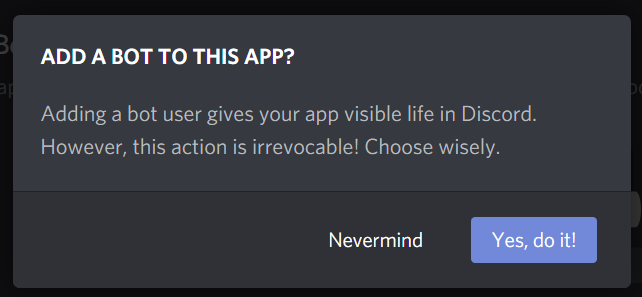 ADD A BOT TO THIS APP?
Adding a bot user gives your app visible life in Discord.
However, this action is irrevocable! Choose wisely.
Nevermind
Yes, do it!